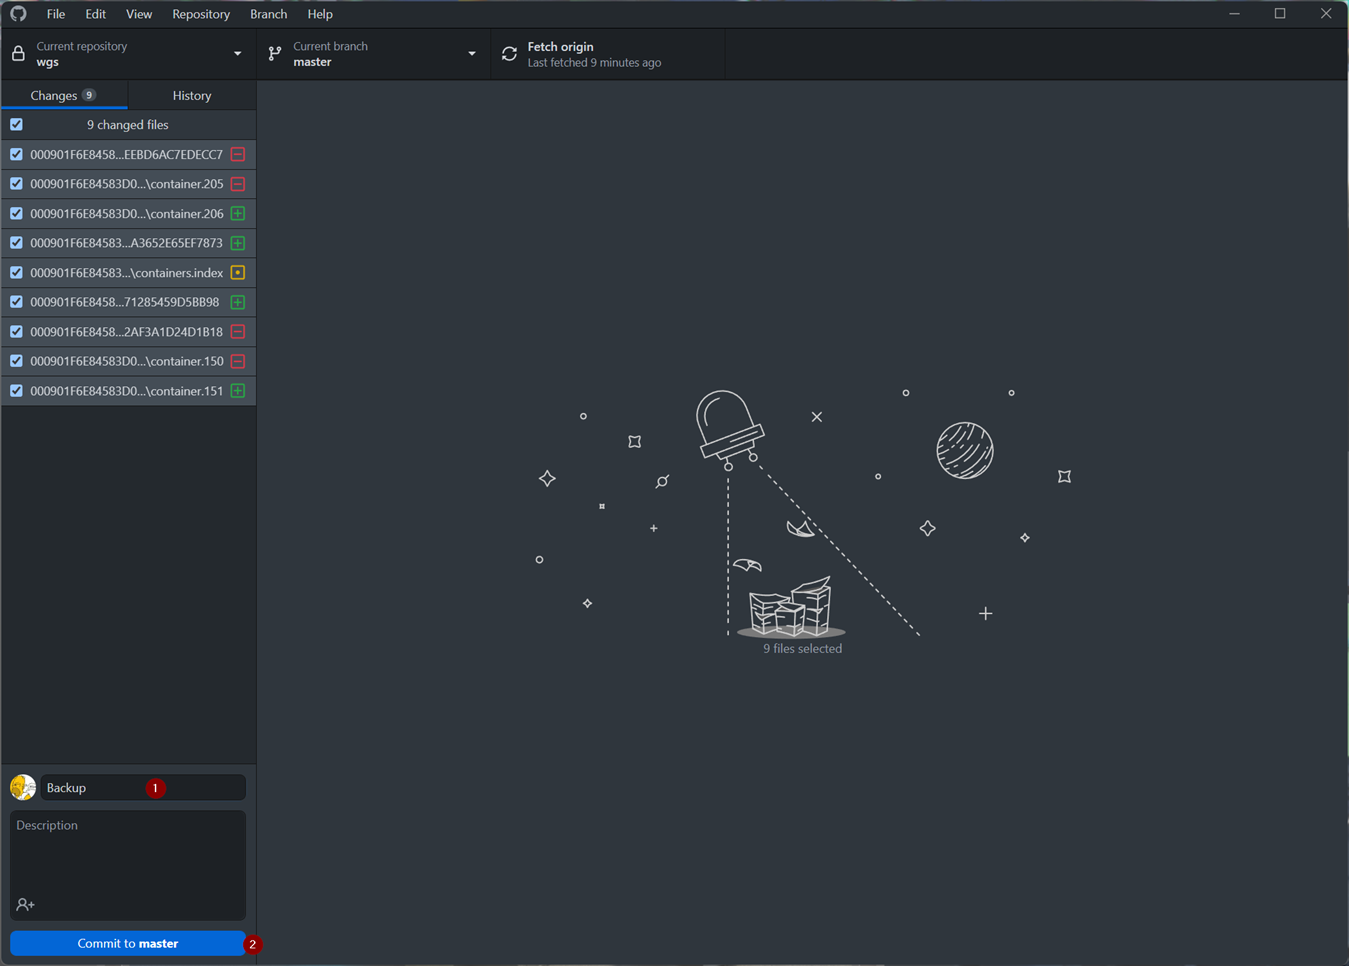 File Edit View Repository Branch Help
Current repository
wgs
Current branch
master
Fetch origin
Last fetched 9 minutes ago
Changes 9
History
9 changed files
000901F6E8458...EEBD6AC7EDECC7
000901F6E84583D0...\container.205
000901F6E84583D0...\container.206
000901F6E84583...A3652E65EF7873
000901F6E84583...\containers.index
000901F6E8458...71285459D5BB98
000901F6E8458...2AF3A1D24D1B18
000901F6E84583D0...\container.150
000901F6E84583D0...\container.151
9 files selected
Backup 1
Description
Commit to master 2